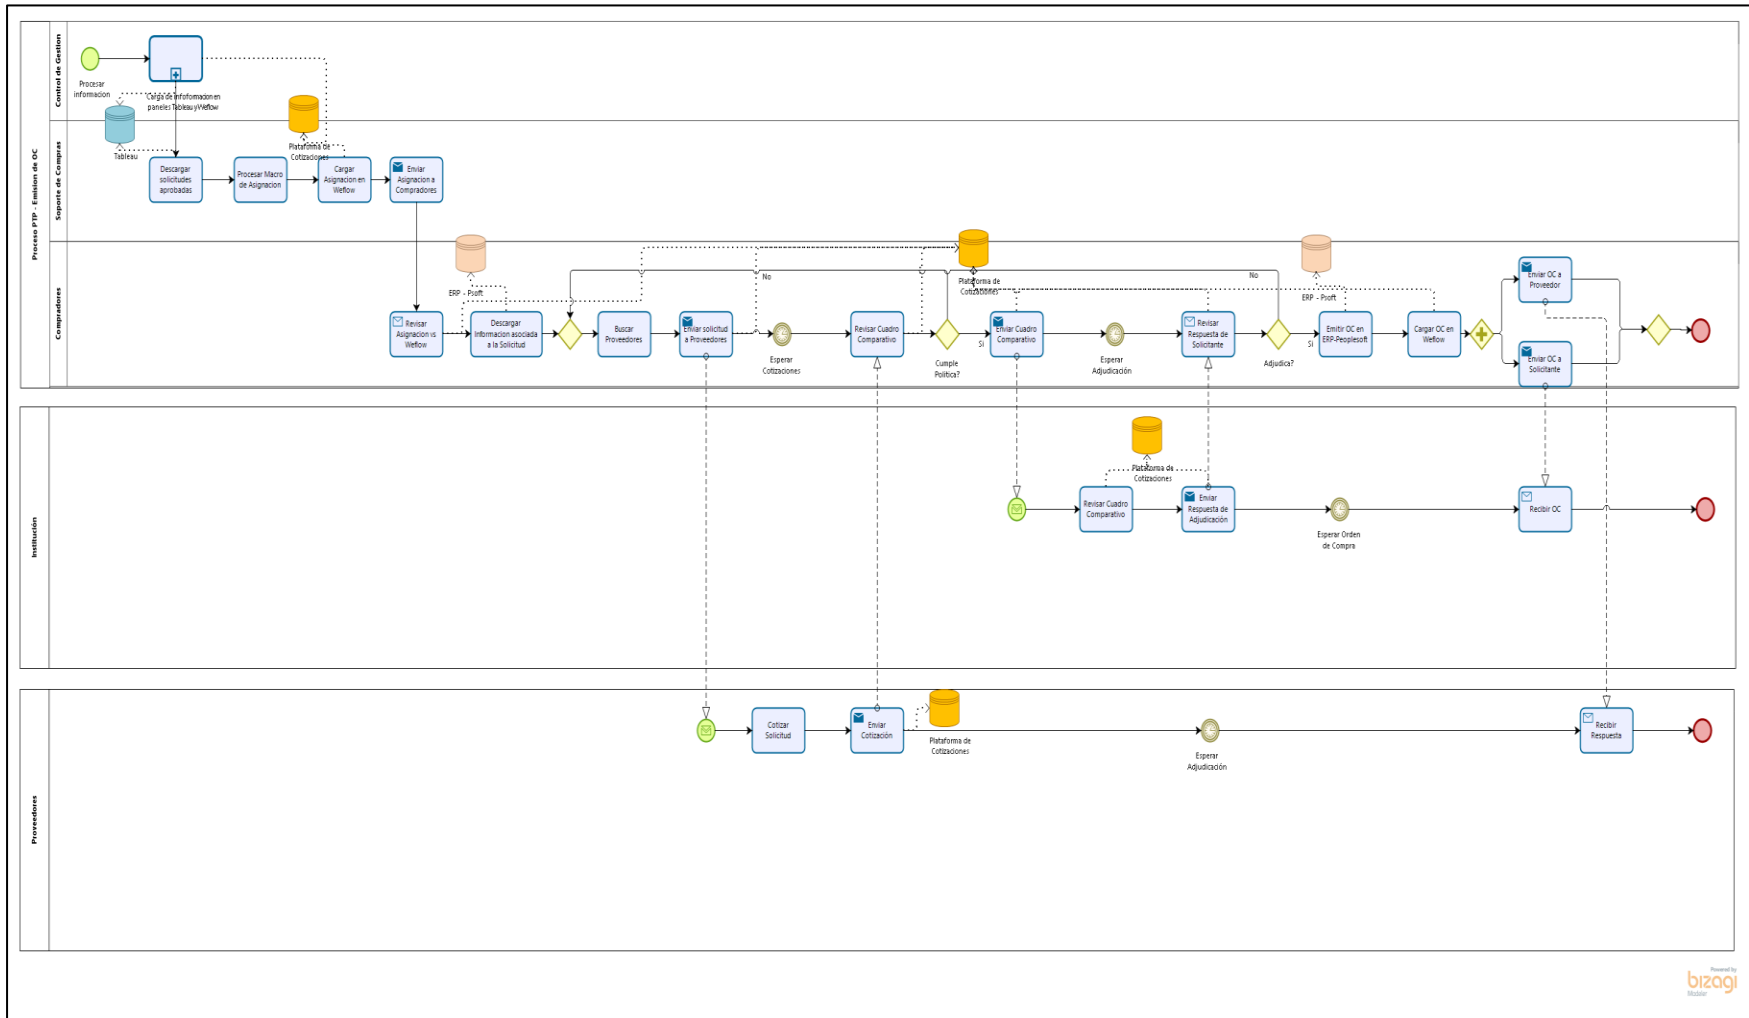 Proceso PTP - Emision de OC
Control de Gestion
Procesar
informacion
Carga de infoformacion en
paneles Tableau y Weflow
Soporte de Compras
Tableau
Plataforma de
Cotizaciones
Descargar
solicitudes
aprobadas
Procesar Macro
de Asignacion
Cargar
Asignacion en
Weflow
Enviar
Asignacion a
Compradores
Compradores
ERP - Psoft
Plataforma de
Cotizaciones
ERP - Psoft
No
No
Revisar
Asignacion vs
Weflow
Descargar
Informacion asociada
a la Solicitud
Buscar
Proveedores
Enviar solicitud
a Proveedores
Esperar
Cotizaciones
Revisar Cuadro
Comparativo
Cumple
Politica?
Si
Enviar Cuadro
Comparativo
Esperar
Adjudicación
Revisar
Respuesta de
Solicitante
Adjudica?
Si
Emitir OC en
ERP-Peoplesoft
Cargar OC en
Weflow
Enviar OC a
Proveedor
Enviar OC a
Solicitante
Institución
Plataforma de
Cotizaciones
Revisar Cuadro
Comparativo
Enviar
Respuesta de
Adjudicación
Esperar Orden
de Compra
Recibir OC
Proveedores
Cotizar
Solicitud
Enviar
Cotización
Plataforma de
Cotizaciones
Esperar
Adjudicación
Recibir
Respuesta
Powered by
bizagi
Modeler